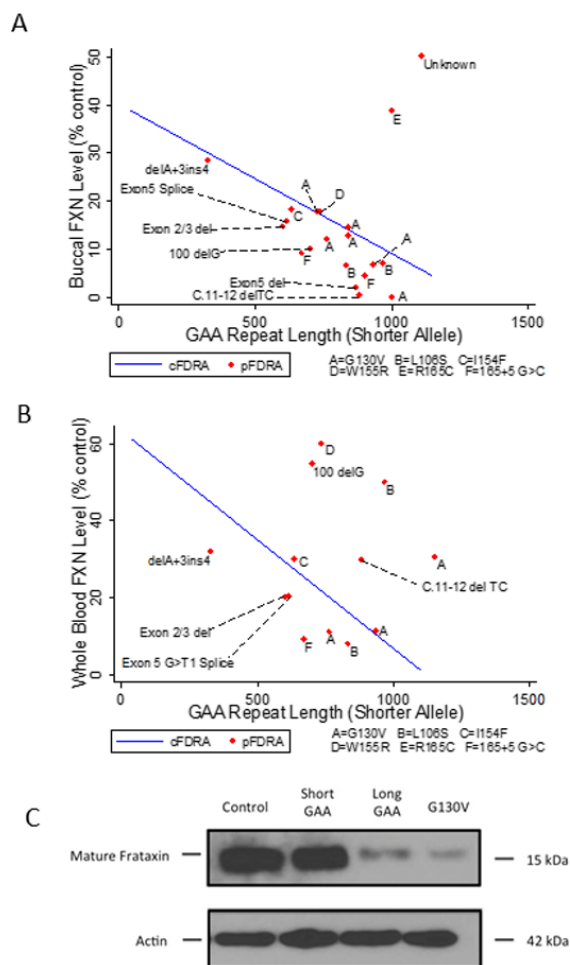 A
Buccal FXN Level (% control)
50
40
30
20
10
0
Unknown
E
delA+3ins4
Exon5 Splice
A
D
C
A
Exon 2/3 del
A
A
A
100 delG
F
B
B
F
Exon5 del
C.11-12 delTC
A
0 500 1000 1500
GAA Repeat Length (Shorter Allele)
cFDRA pFDRA
A=G130V B=L106S C=I154F
D=W155R E=R165C F=165+5 G>C
B
Whole Blood FXN Level (% control)
60
40
20
0
D
100 delG
B
delA+3ins4
C
A
C.11-12 del TC
Exon 2/3 del
A
F
A
B
Exon 5 G>T1 Splice
0 500 1000 1500
GAA Repeat Length (Shorter Allele)
cFDRA pFDRA
A=G130V B=L106S C=I154F
D=W155R E=R165C F=165+5 G>C
C
Control Short GAA Long GAA G130V
Mature Frataxin 15 kDa
Actin 42 kDa